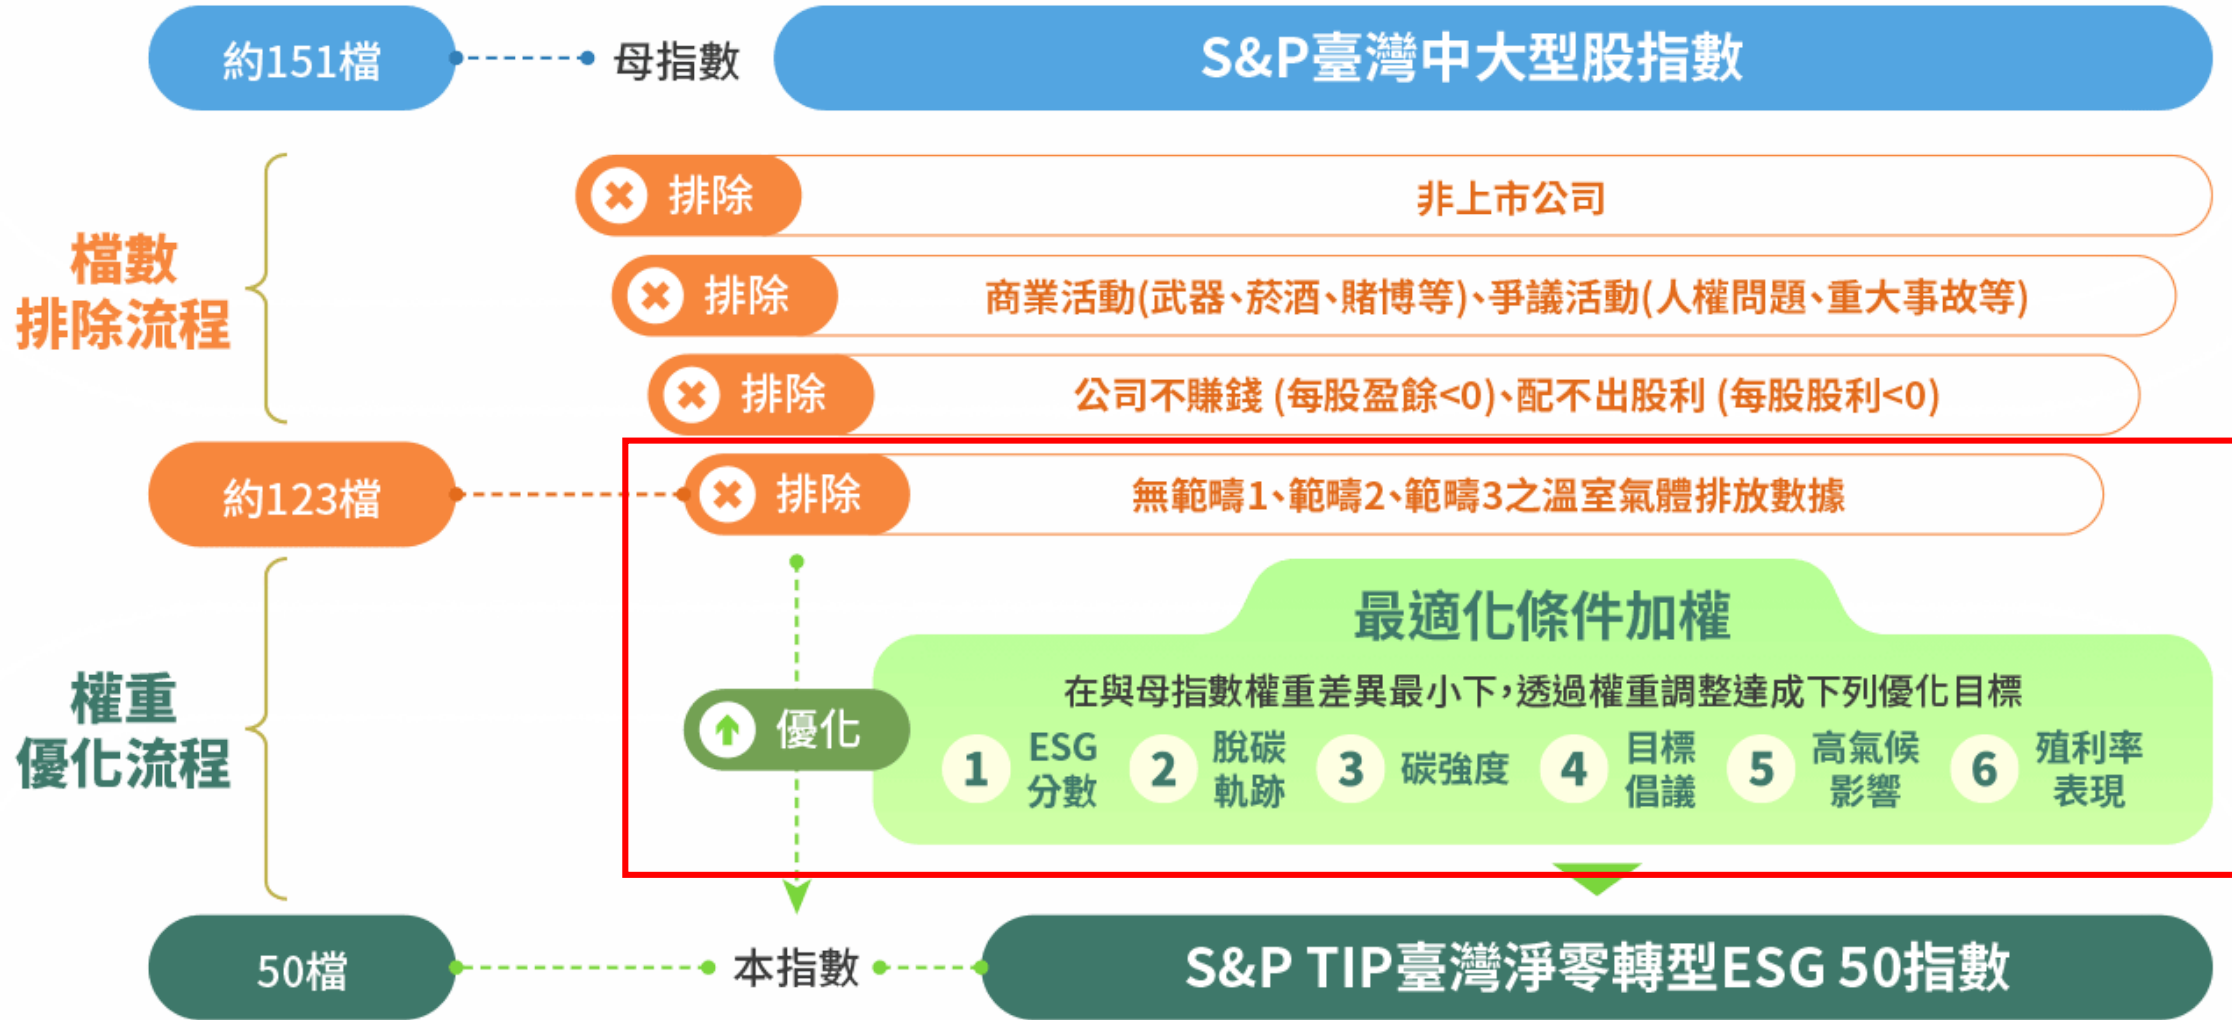 約151檔
母指數
S&P臺灣中大型股指數
檔數
排除流程
排除
非上市公司
排除
商業活動(武器、菸酒、賭博等)、爭議活動(人權問題、重大事故等)
排除
公司不賺錢 (每股盈餘<0)、配不出股利 (每股股利<0)
約123檔
排除
無範疇1、範疇2、範疇3之溫室氣體排放數據
權重
優化流程
優化
最適化條件加權
在與母指數權重差異最小下，透過權重調整達成下列優化目標
1 ESG
分數
2 脫碳
軌跡
3 碳強度
4 目標
倡議
5 高氣候
影響
6 殖利率
表現
50檔
本指數
S&P TIP臺灣淨零轉型ESG 50指數